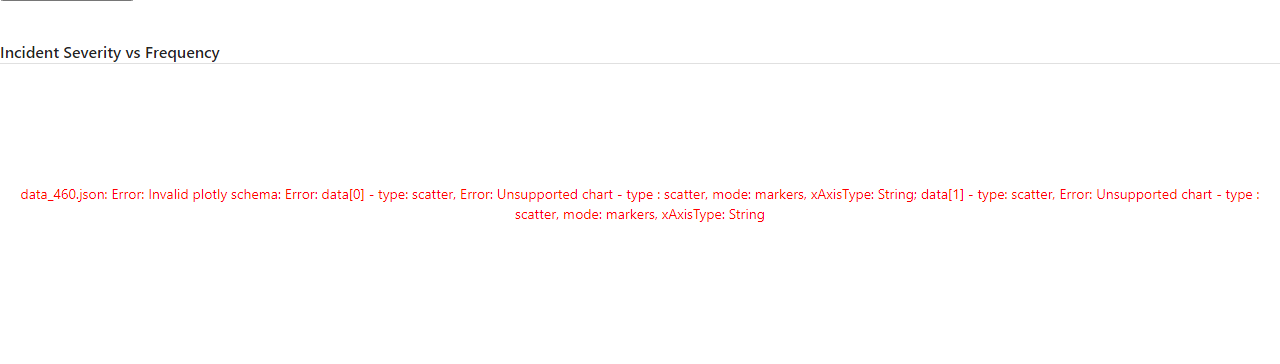 Incident Severity vs Frequency
data_460.json: Error: Invalid plotly schema: Error: data[0] - type: scatter, Error: Unsupported chart - type : scatter, mode: markers, xAxisType: String; data[1] - type: scatter, Error: Unsupported chart - type :
scatter, mode: markers, xAxisType: String